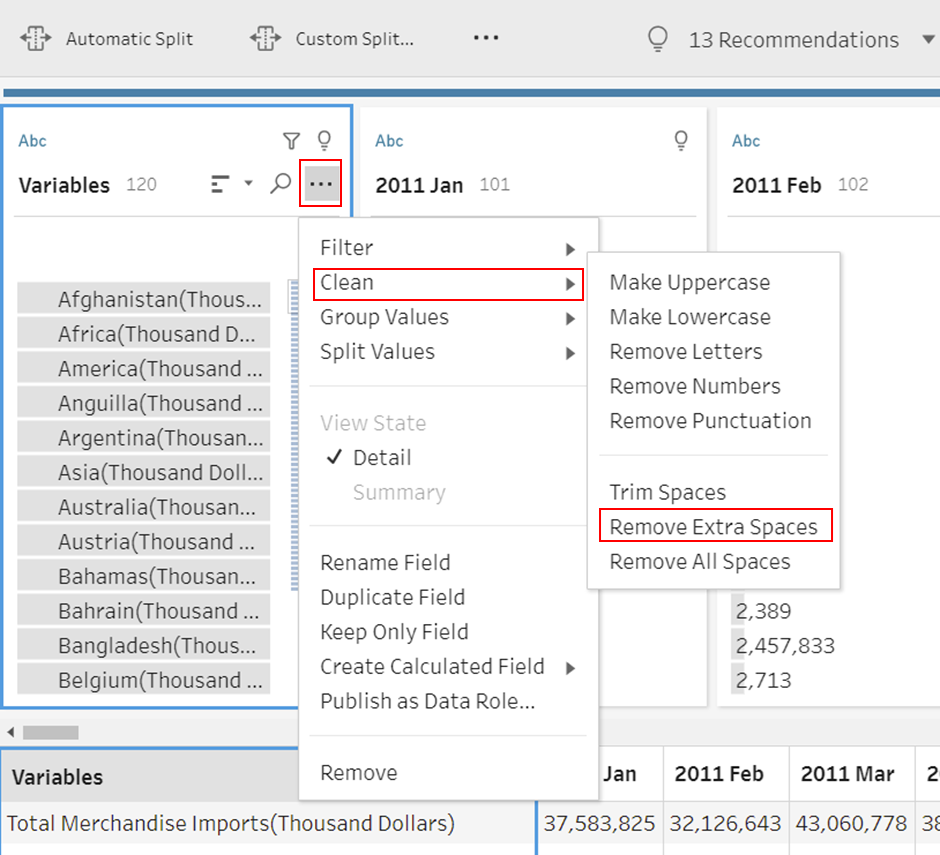 Automatic Split
Custom Split...
...
13 Recommendations
Abc
Variables 120
...
Abc
2011 Jan 101
Abc
2011 Feb 102
Afghanistan(Thous...
Africa(Thousand D...
America(Thousand ...
Anguilla(Thousand ...
Argentina(Thousan...
Asia(Thousand Doll...
Australia(Thousan...
Austria(Thousand ...
Bahamas(Thousan...
Bahrain(Thousand ...
Bangladesh(Thous...
Belgium(Thousand ...
Filter
Clean
Group Values
Split Values
View State
Detail
Summary
Rename Field
Duplicate Field
Keep Only Field
Create Calculated Field
Publish as Data Role...
Remove
Make Uppercase
Make Lowercase
Remove Letters
Remove Numbers
Remove Punctuation
Trim Spaces
Remove Extra Spaces
Remove All Spaces
2,389
2,457,833
2,713
Variables Jan 2011 Feb 2011 Mar 2
Total Merchandise Imports(Thousand Dollars) 37,583,825 32,126,643 43,060,778 38